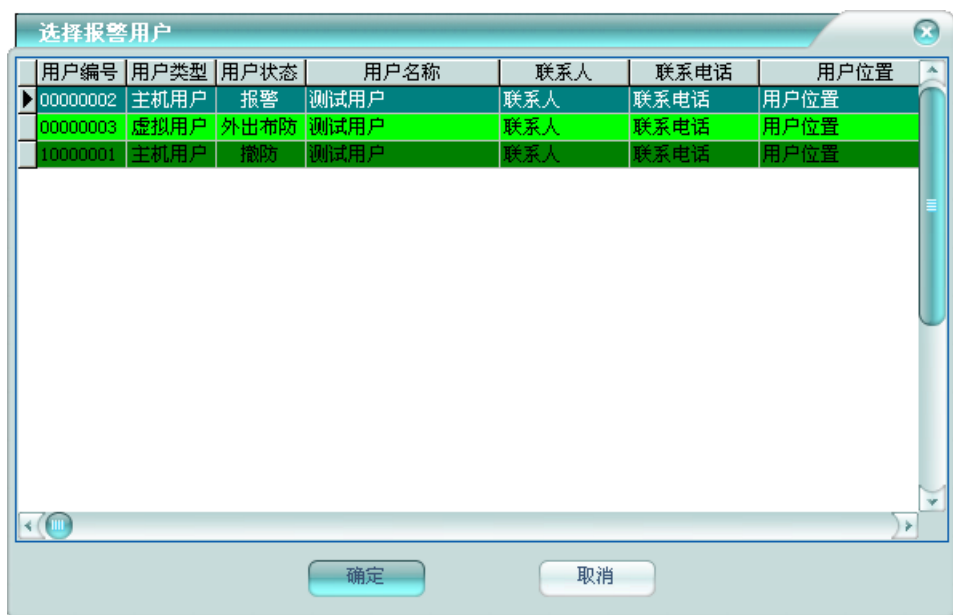 选择报警用户
用户编号 用户类型 用户状态 用户名称 联系人 联系电话 用户位置
00000002 主机用户 报警 测试用户 联系人 联系电话 用户位置
00000003 虚拟用户 外出布防 测试用户 联系人 联系电话 用户位置
10000001 主机用户 撤防 测试用户 联系人 联系电话 用户位置
确定 取消